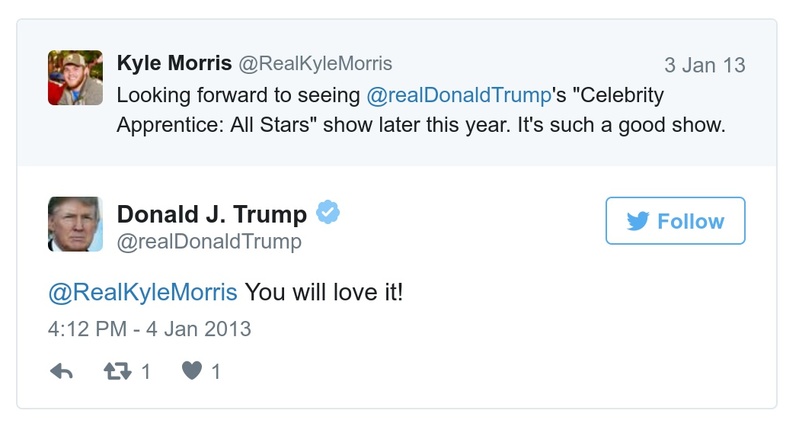 Kyle Morris @RealKyleMorris 3 Jan 13
Looking forward to seeing @realDonaldTrump's "Celebrity
Apprentice: All Stars" show later this year. It's such a good show.
Donald J. Trump
@realDonaldTrump
Follow
@RealKyleMorris You will love it!
4:12 PM - 4 Jan 2013
1 1